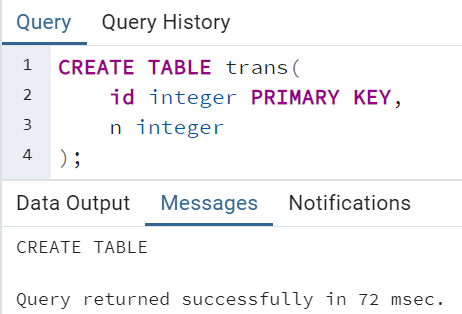 Query Query History
1 CREATE TABLE trans(
2 id integer PRIMARY KEY,
3 n integer
4 );
Data Output Messages Notifications
CREATE TABLE
Query returned successfully in 72 msec.